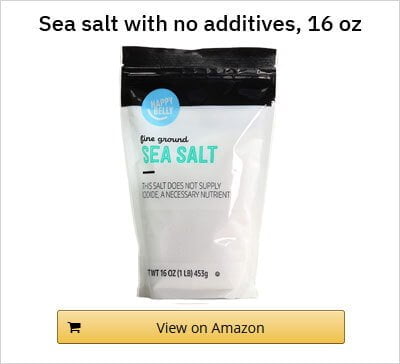 Sea salt with no additives, 16 oz
HAPPY
BELLY
fine ground
SEA SALT
THIS SALT DOES NOT SUPPLY
IODIDE, A NECESSARY NUTRIENT
T WT 16 OZ (1 LB) 453g
View on Amazon